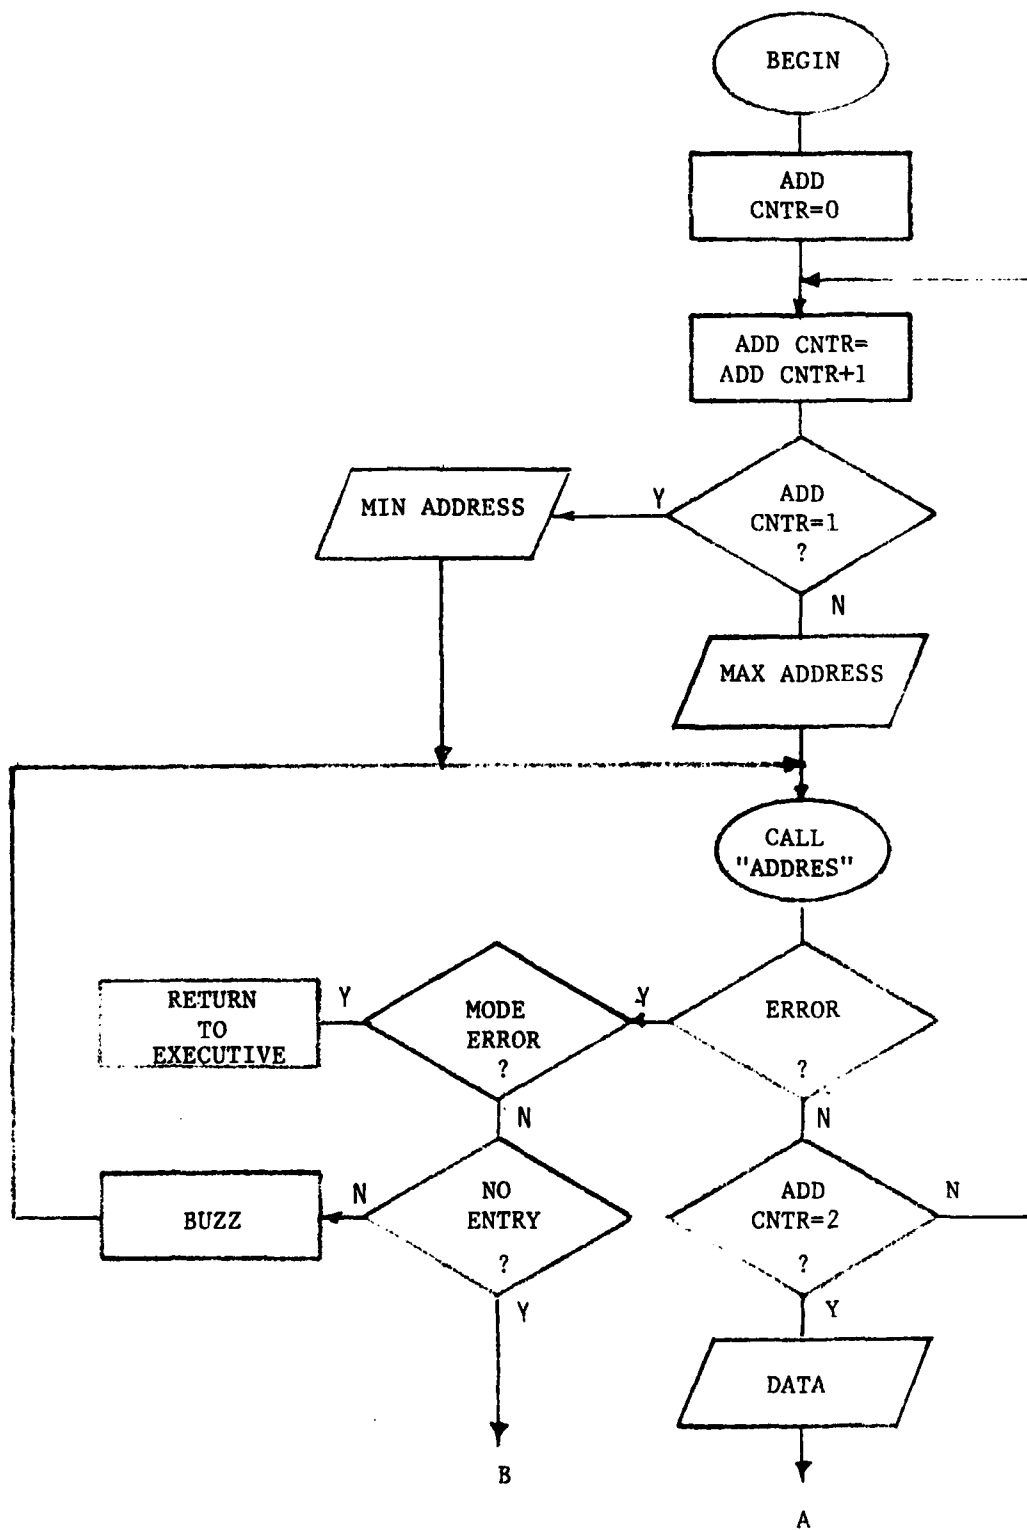 BEGIN
ADD
CNTR=0
ADD CNTR=
ADD CNTR+1
MIN ADDRESS
Y
ADD
CNTR=1
?
N
MAX ADDRESS
CALL
"ADDRES"
RETURN
TO
EXECUTIVE
Y
MODE
ERROR
?
Y
ERROR
?
N
N
BUZZ
N
NO
ENTRY
?
Y
ADD
CNTR=2
?
N
Y
DATA
B
A